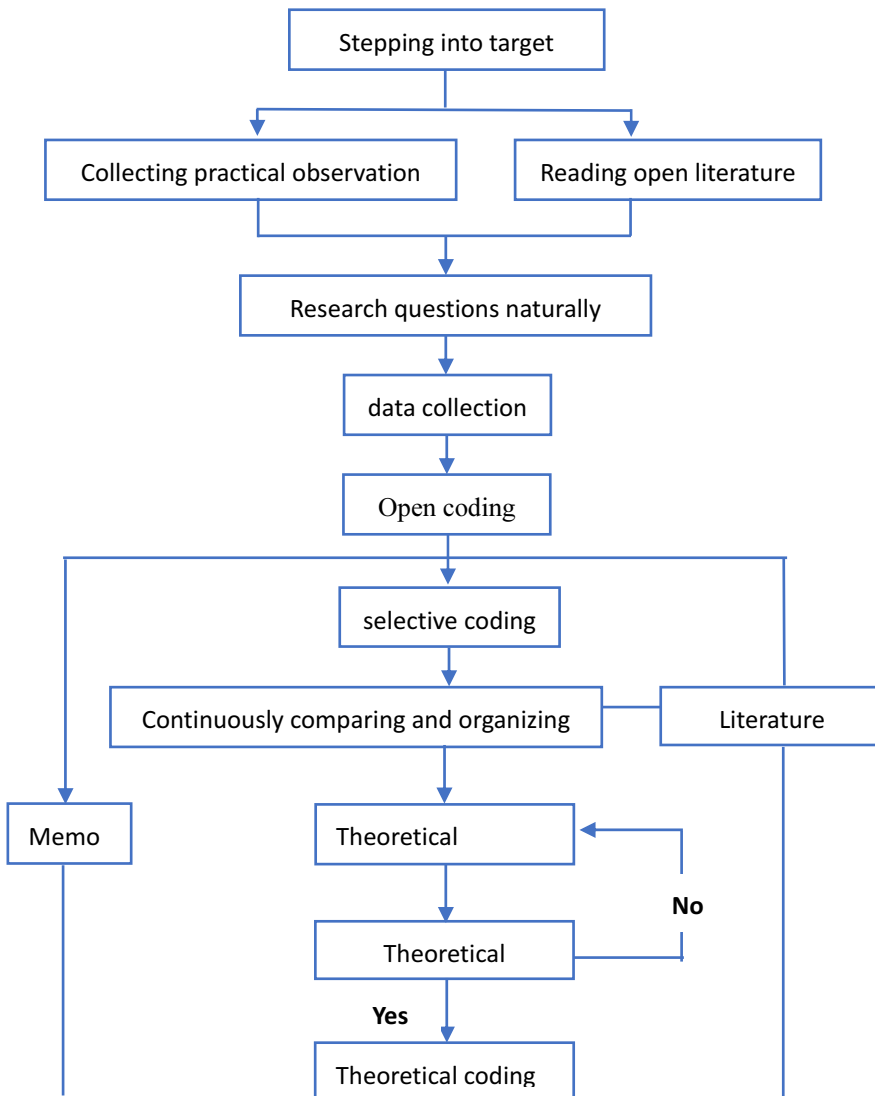 Stepping into target
Collecting practical observation
Reading open literature
Research questions naturally
data collection
Open coding
selective coding
Continuously comparing and organizing
Literature
Memo
Theoretical
No
Theoretical
Yes
Theoretical coding